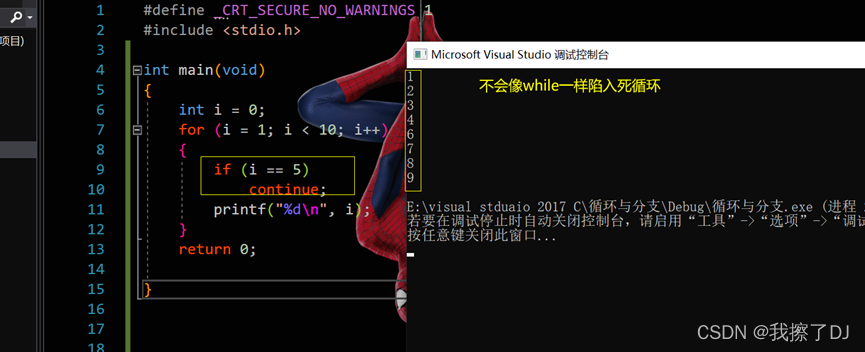 项目)
1 #define _CRT_SECURE_NO_WARNINGS 1
2 #include <stdio.h>
3
4 int main(void)
5 {
6 int i = 0;
7 for (i = 1; i < 10; i++)
8 {
9 if (i == 5)
10 continue;
11 printf("%d\n", i);
12 }
13 return 0;
14
15 }
16
17
18
Microsoft Visual Studio 调试控制台
1
2
3
4
6
7
8
9
不会像while一样陷入死循环
E:\visual stduaio 2017 C\循环与分支\Debug\循环与分支.exe (进程
若要在调试停止时自动关闭控制台，请启用“工具”->“选项”->“调试
按任意键关闭此窗口...
CSDN @我擦了DJ